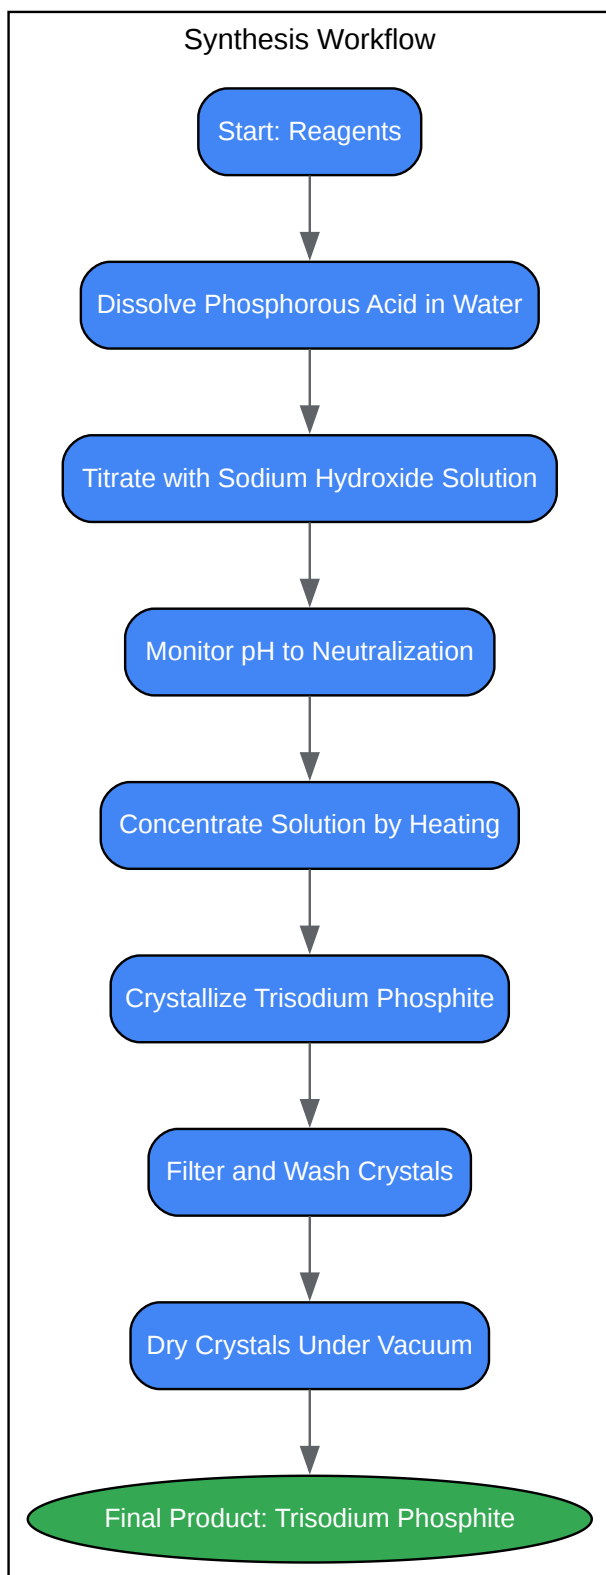 Synthesis Workflow
Start: Reagents
Dissolve Phosphorous Acid in Water
Titrate with Sodium Hydroxide Solution
Monitor pH to Neutralization
Concentrate Solution by Heating
Crystallize Trisodium Phosphite
Filter and Wash Crystals
Dry Crystals Under Vacuum
Final Product: Trisodium Phosphite